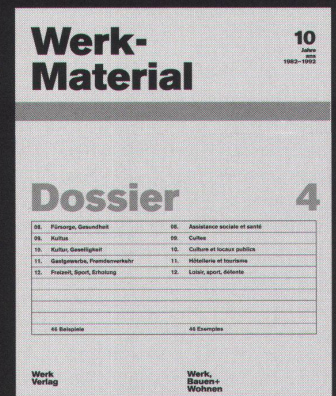 Werk-
Material
10
Jahre
ans
1982–1992
Dossier 4
08. Fürsorge, Gesundheit 08. Assistance sociale et santé
09. Kultus 09. Cultes
10. Kultur, Geselligkeit 10. Culture et locaux publics
11. Gastgewerbe, Fremdenverkehr 11. Hôtellerie et tourisme
12. Freizeit, Sport, Erholung 12. Loisir, sport, détente
46 Beispiele 46 Exemples
Werk
Verlag
Werk,
Bauen+
Wohnen